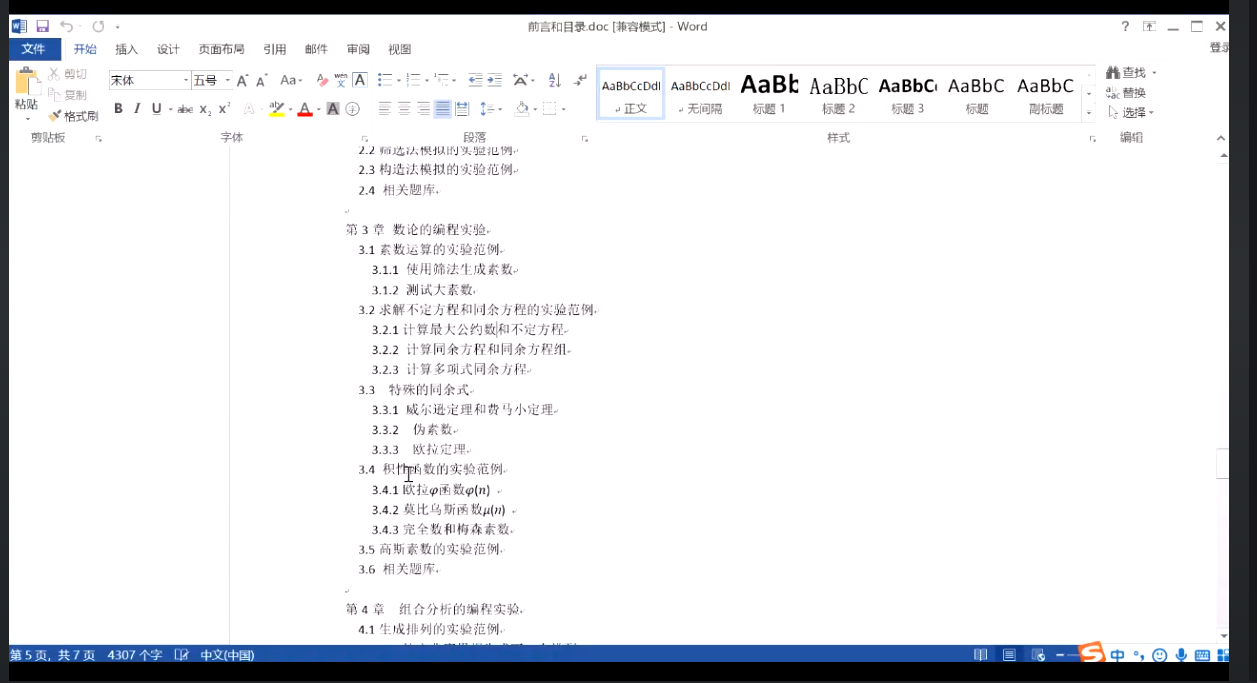 前言和目录.doc [兼容模式] - Word
?
文件 开始 插入 设计 页面布局 引用 邮件 审阅 视图 登录
粘贴 剪切 复制 格式刷
宋体 五号
AaBbCcDdI 正文
AaBbCcDdI 无间隔
AaBb 标题 1
AaBbC 标题 2
AaBbC 标题 3
AaBbC 标题
AaBbC 副标题
查找 替换 选择
剪贴板 字体 段落 样式 编辑
2.2 筛选法模拟的实验范例
2.3 构造法模拟的实验范例
2.4 相关题库
第 3 章 数论的编程实验
3.1 素数运算的实验范例
3.1.1 使用筛法生成素数
3.1.2 测试大素数
3.2 求解不定方程和同余方程的实验范例
3.2.1 计算最大公约数和不定方程
3.2.2 计算同余方程和同余方程组
3.2.3 计算多项式同余方程
3.3 特殊的同余式
3.3.1 威尔逊定理和费马小定理
3.3.2 伪素数
3.3.3 欧拉定理
3.4 积性函数的实验范例
3.4.1 欧拉φ函数φ(n)
3.4.2 莫比乌斯函数μ(n)
3.4.3 完全数和梅森素数
3.5 高斯素数的实验范例
3.6 相关题库
第 4 章 组合分析的编程实验
4.1 生成排列的实验范例
第 5 页，共 7 页 4307 个字 中文(中国) 中